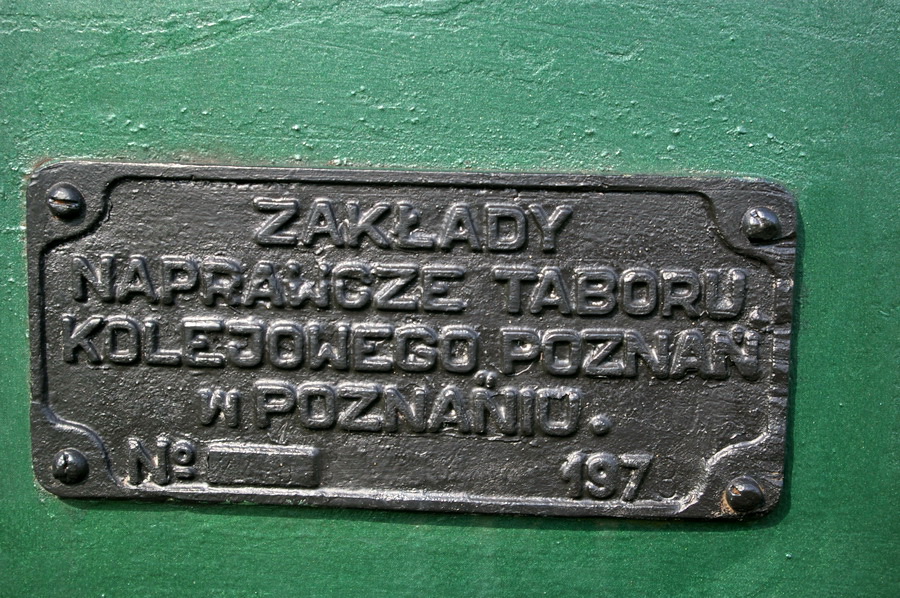 ZAKŁADY
NAPRAWCZE TABORU
KOLEJOWEGO POZNAŃ
W POZNANIU.
Nº 197